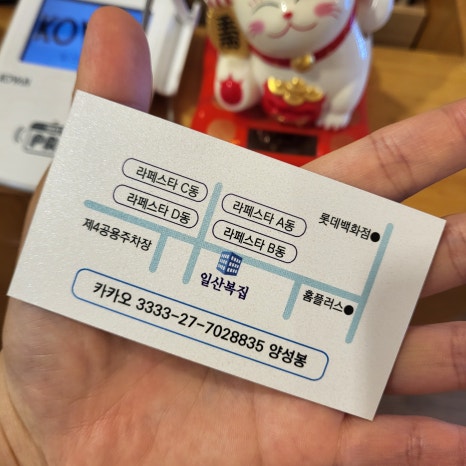 KOV
라페스타 C동
라페스타 D동
라페스타 A동
라페스타 B동
롯데백화점
제4공용주차장
일산복집
홈플러스
카카오 3333-27-7028835 양성봉